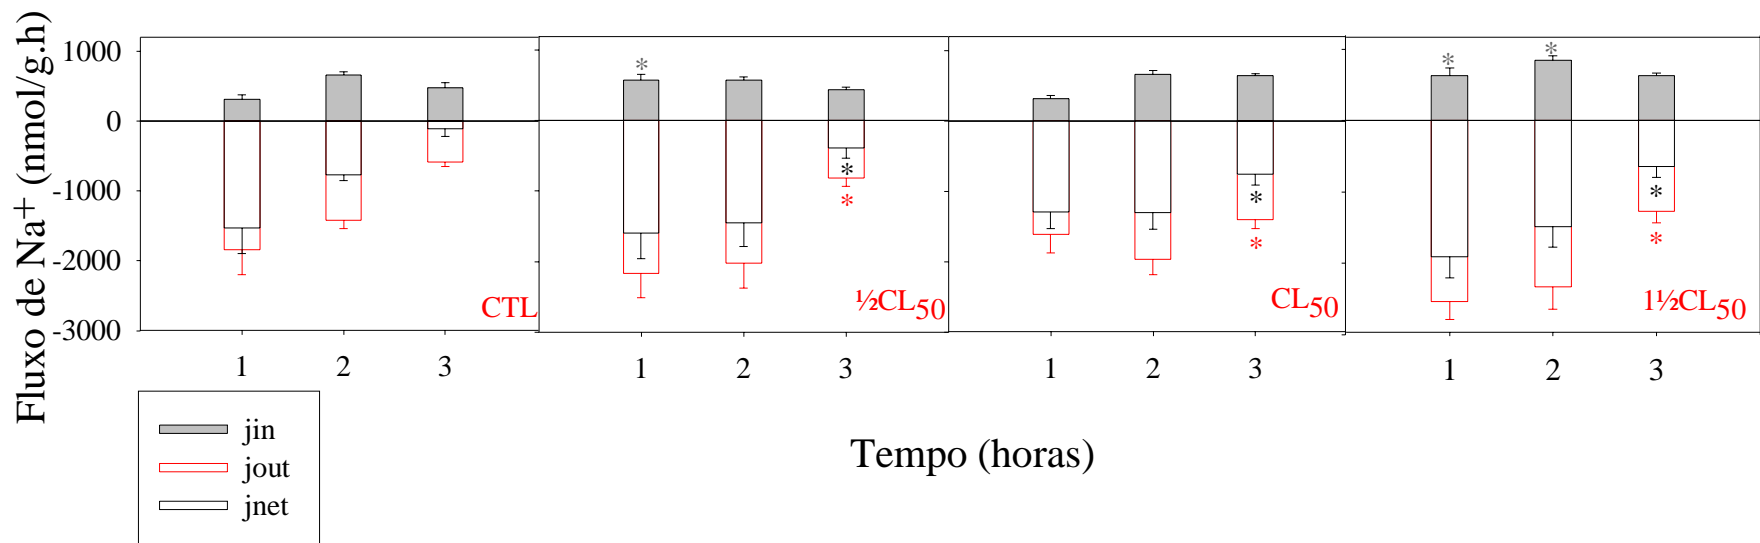 Fluxo de Na+ (nmol/g.h)
1000
0
-1000
-2000
-3000
* * *
* * *
* * *
CTL ½CL50 CL50 1½CL50
1 2 3 1 2 3 1 2 3 1 2 3
Tempo (horas)
jin
jout
jnet